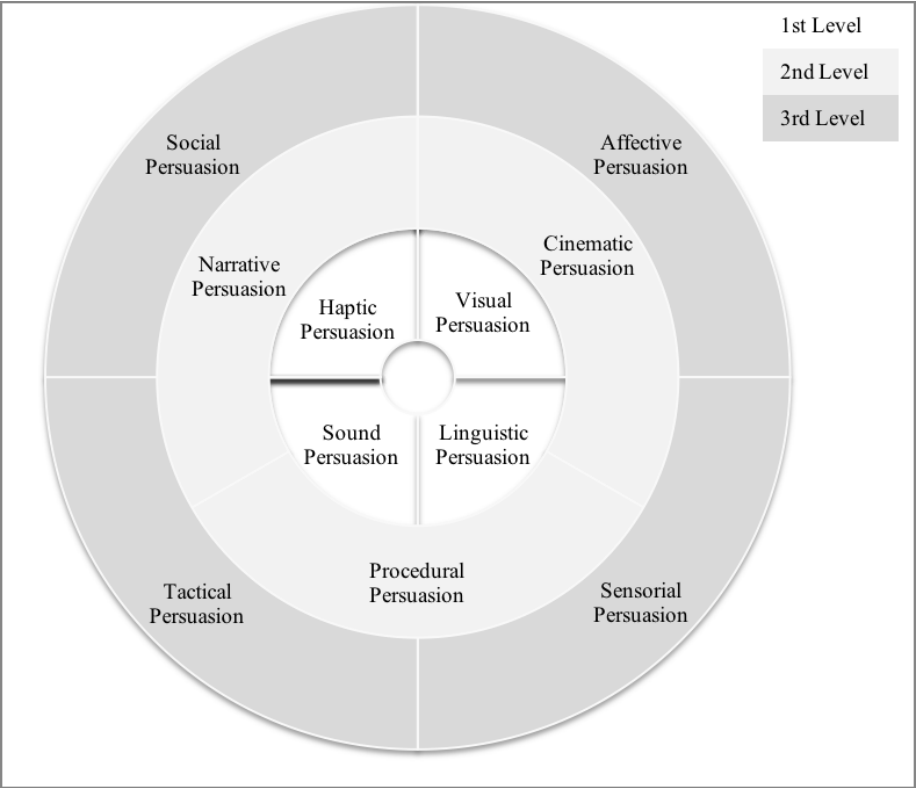 1st Level
2nd Level
3rd Level
Social
Persuasion
Affective
Persuasion
Narrative
Persuasion
Cinematic
Persuasion
Haptic
Persuasion
Visual
Persuasion
Sound
Persuasion
Linguistic
Persuasion
Procedural
Persuasion
Tactical
Persuasion
Sensorial
Persuasion